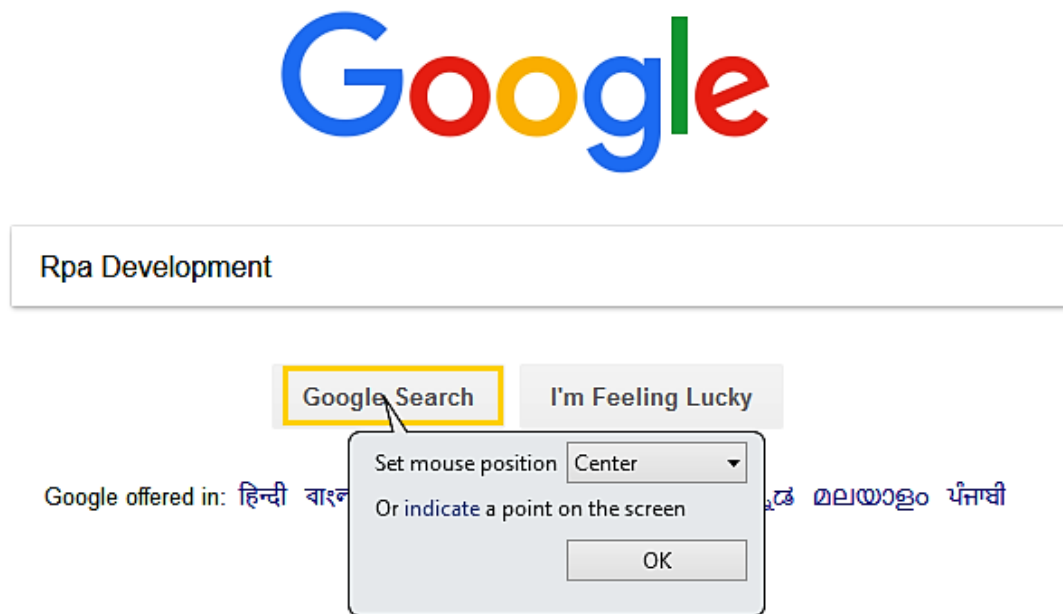 Google
Rpa Development
Google Search I'm Feeling Lucky
Set mouse position Center
Google offered in: हिन्दी മലയാളം ਪੰਜਾਬੀ
Or indicate a point on the screen
OK